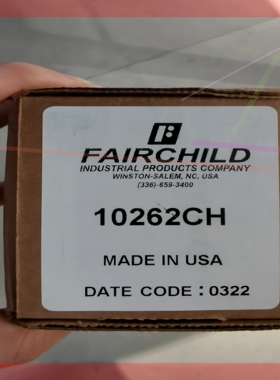 FAIRCHILD
INDUSTRIAL PRODUCTS COMPANY
WINSTON-SALEM, NC. USA
(336)-659-3400
10262CH
MADE IN USA
DATE CODE : 0322